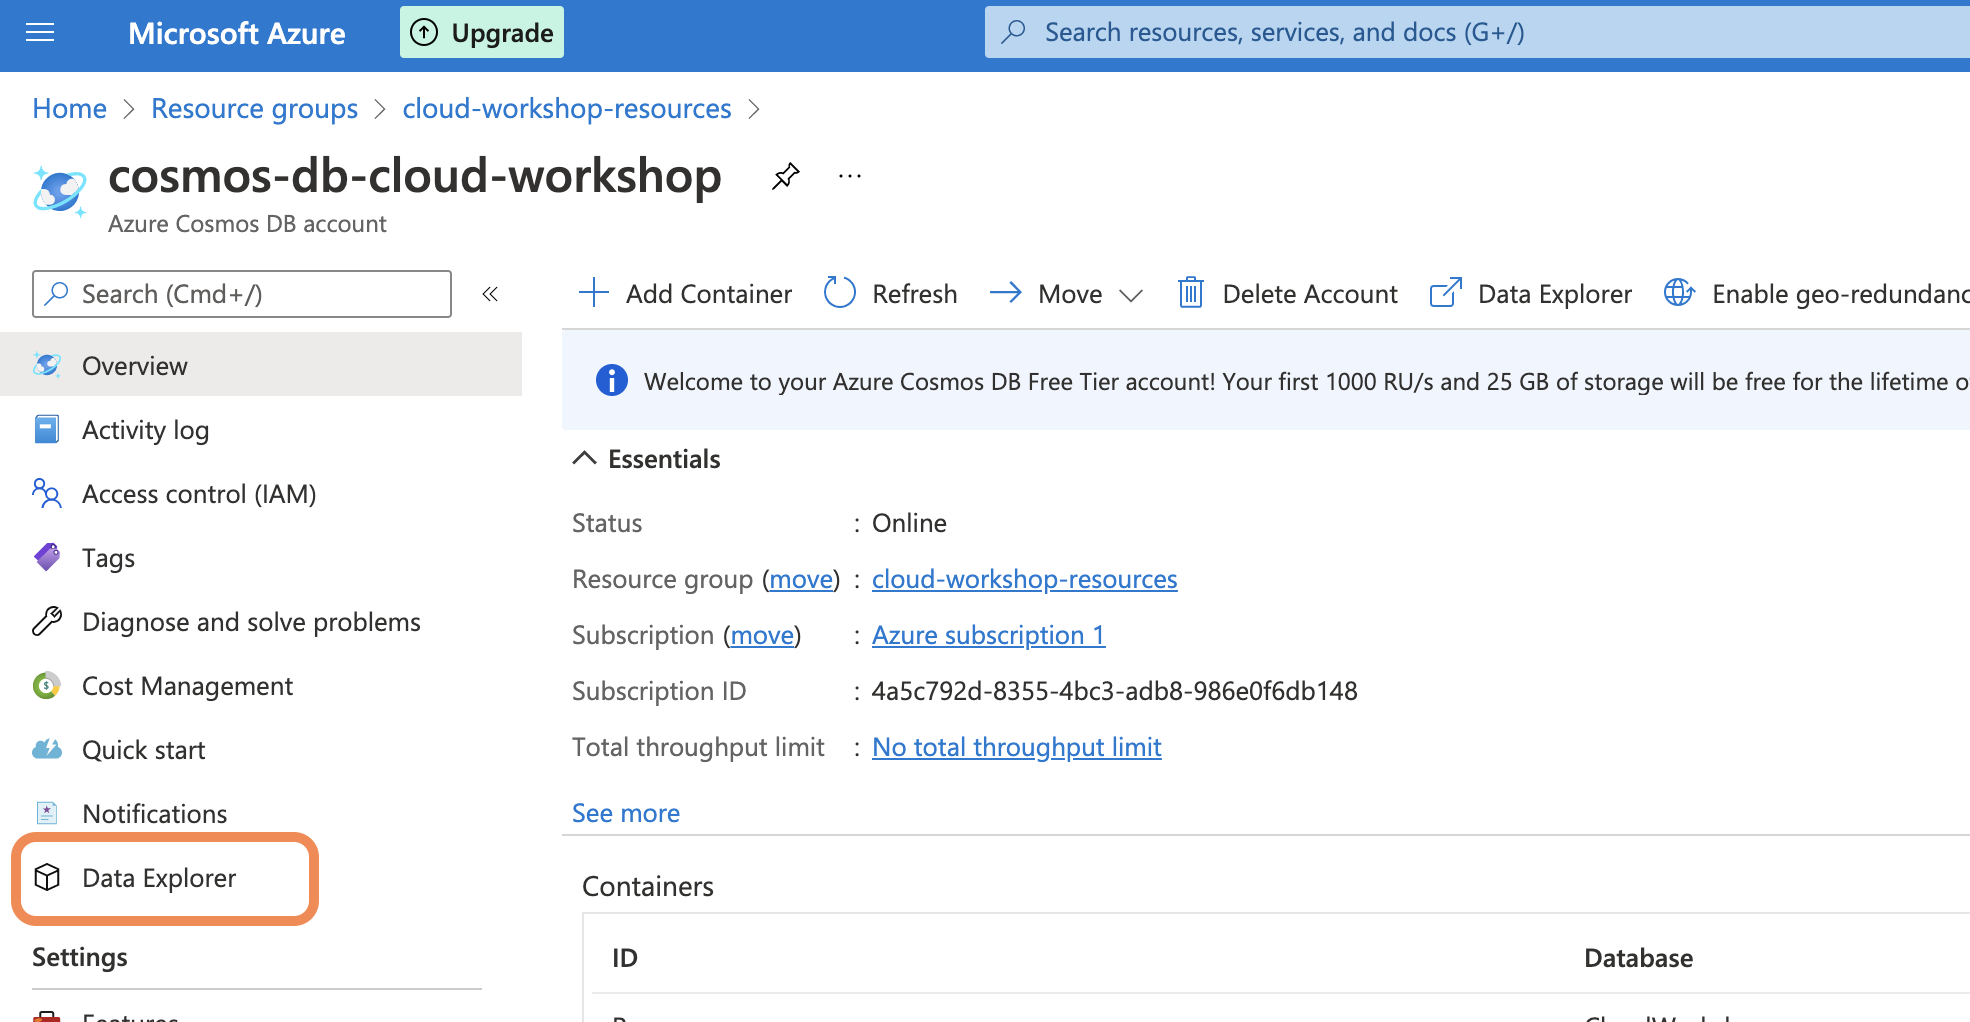 Microsoft Azure
Upgrade
Search resources, services, and docs (G+/)
Home > Resource groups > cloud-workshop-resources >
cosmos-db-cloud-workshop
...
Azure Cosmos DB account
Search (Cmd+/)
«
Add Container
Refresh
Move
Delete Account
Data Explorer
Enable geo-redundanc
Overview
Activity log
Access control (IAM)
Tags
Diagnose and solve problems
Cost Management
Quick start
Notifications
Data Explorer
Settings
Features
Welcome to your Azure Cosmos DB Free Tier account! Your first 1000 RU/s and 25 GB of storage will be free for the lifetime o
Essentials
Status : Online
Resource group (move) : cloud-workshop-resources
Subscription (move) : Azure subscription 1
Subscription ID : 4a5c792d-8355-4bc3-adb8-986e0f6db148
Total throughput limit : No total throughput limit
See more
Containers
ID Database